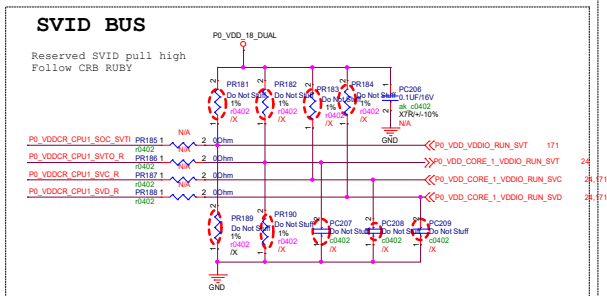 SVID BUS
P0_VDD_18_DUAL
Reserved SVID pull high
Follow CRB RUBY
PR181
Do Not Stuff
1%
r0402
/X
PR182
Do Not Stuff
1%
r0402
/X
PR183
Do Not Stuff
1%
r0402
/X
PR184
Do Not Stuff
1%
r0402
/X
PC206
0.1UF/16V
ak_c0402
X7R/+/-10%
N/A
GND
P0_VDDCR_CPU1_SOC_SVTI PR185 1 N/A 2 0Ohm P0_VDD_VDDIO_RUN_SVT 171
r0402
P0_VDDCR_CPU1_SVTO_R PR186 1 N/A 2 0Ohm P0_VDD_CORE_1_VDDIO_RUN_SVT 24
r0402
P0_VDDCR_CPU1_SVC_R PR187 1 N/A 2 0Ohm P0_VDD_CORE_1_VDDIO_RUN_SVC 24,171
r0402
P0_VDDCR_CPU1_SVD_R PR188 1 N/A 2 0Ohm P0_VDD_CORE_1_VDDIO_RUN_SVD 24,171
r0402
PR189
Do Not Stuff
1%
r0402
/X
PR190
Do Not Stuff
1%
r0402
/X
PC207
Do Not Stuff
c0402
/X
PC208
Do Not Stuff
c0402
/X
PC209
Do Not Stuff
c0402
/X
GND